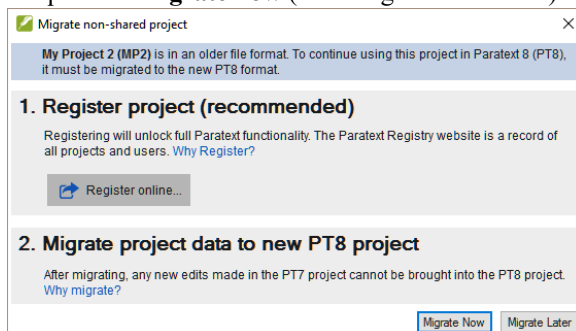 Migrate non-shared project
My Project 2 (MP2) is in an older file format. To continue using this project in Paratext 8 (PT8),
it must be migrated to the new PT8 format.
1. Register project (recommended)
Registering will unlock full Paratext functionality. The Paratext Registry website is a record of
all projects and users. Why Register?
Register online...
2. Migrate project data to new PT8 project
After migrating, any new edits made in the PT7 project cannot be brought into the PT8 project.
Why migrate?
Migrate Now Migrate Later